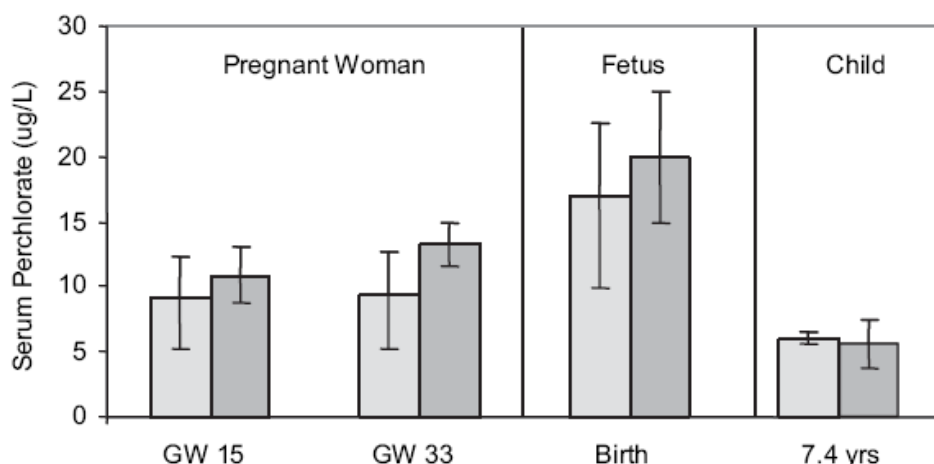 30
Pregnant Woman Fetus Child
25
20
15
10
5
0
Serum Perchlorate (ug/L)
GW 15 GW 33 Birth 7.4 yrs